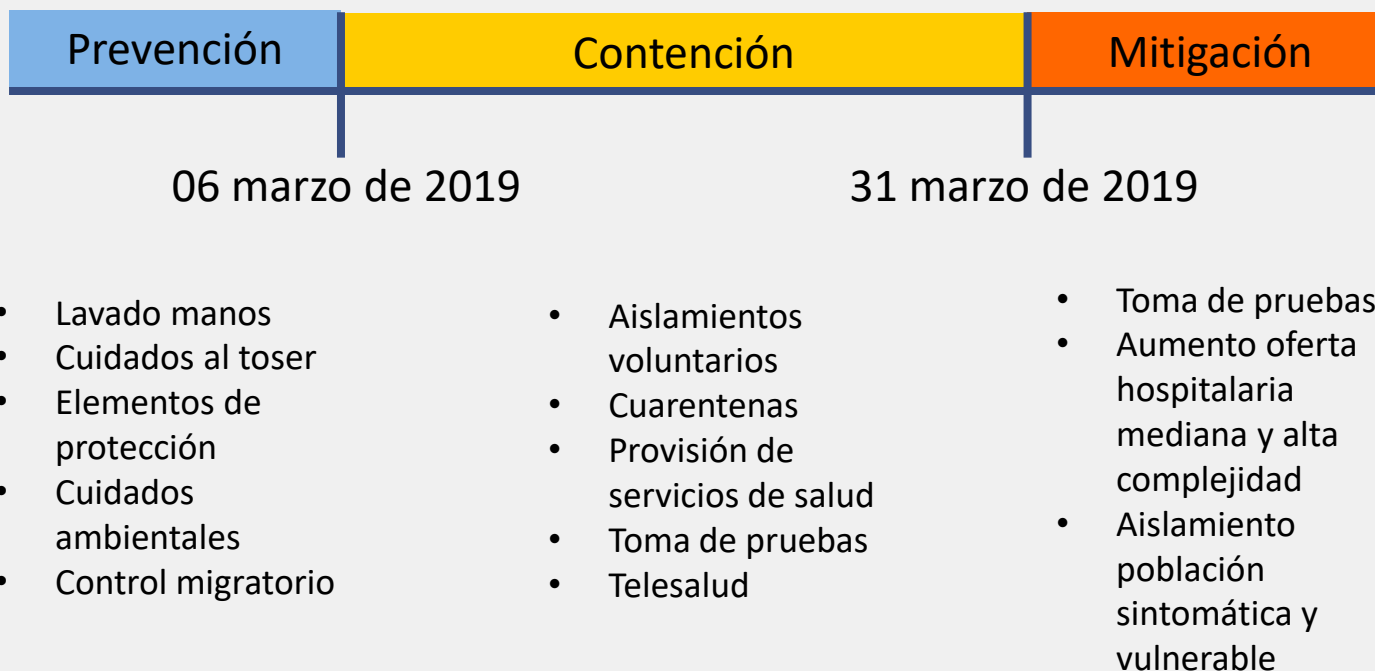 Prevención
Contención
Mitigación
06 marzo de 2019
31 marzo de 2019
• Lavado manos
• Cuidados al toser
• Elementos de
protección
• Cuidados
ambientales
• Control migratorio
• Aislamientos
voluntarios
• Cuarentenas
• Provisión de
servicios de salud
• Toma de pruebas
• Telesalud
• Toma de pruebas
• Aumento oferta
hospitalaria
mediana y alta
complejidad
• Aislamiento
población
sintomática y
vulnerable